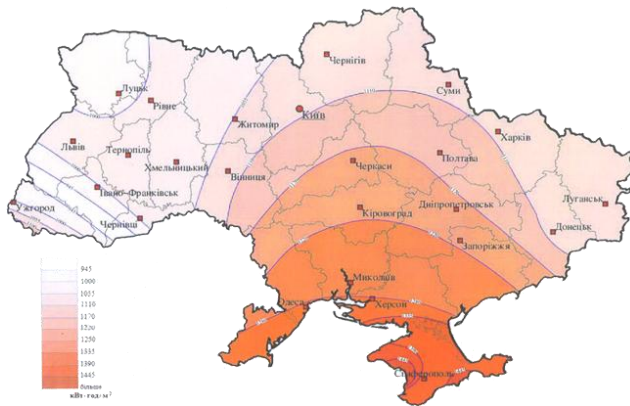 Чернігів
Луцьк
Рівне
Суми
Київ
Житомир
Харків
Львів
Тернопіль
Хмельницький
Вінниця
Черкаси
Полтава
Івано-Франківськ
Ужгород
Чернівці
Кіровоград
Дніпропетровськ
Луганськ
Донецьк
Запоріжжя
Миколаїв
Одеса
Херсон
Сімферополь
945
1000
1055
1110
1170
1220
1280
1335
1390
1445
більше
кВт·год/м²